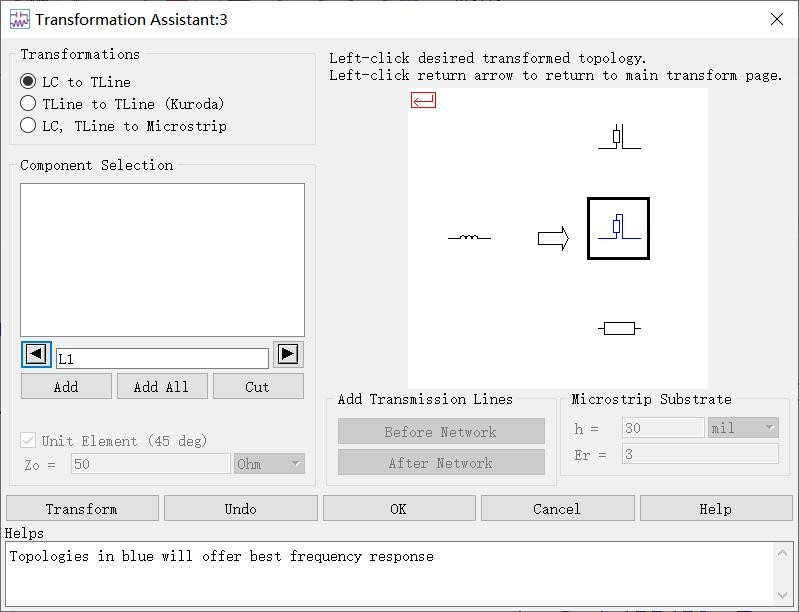 Transformation Assistant:3
Transformations
LC to TLine
TLine to TLine (Kuroda)
LC, TLine to Microstrip
Left-click desired transformed topology.
Left-click return arrow to return to main transform page.
Component Selection
L1
Add
Add All
Cut
Unit Element (45 deg)
Zo =
50
Ohm
Add Transmission Lines
Before Network
After Network
Microstrip Substrate
h =
30
mil
Er =
3
Transform
Undo
OK
Cancel
Help
Helps
Topologies in blue will offer best frequency response